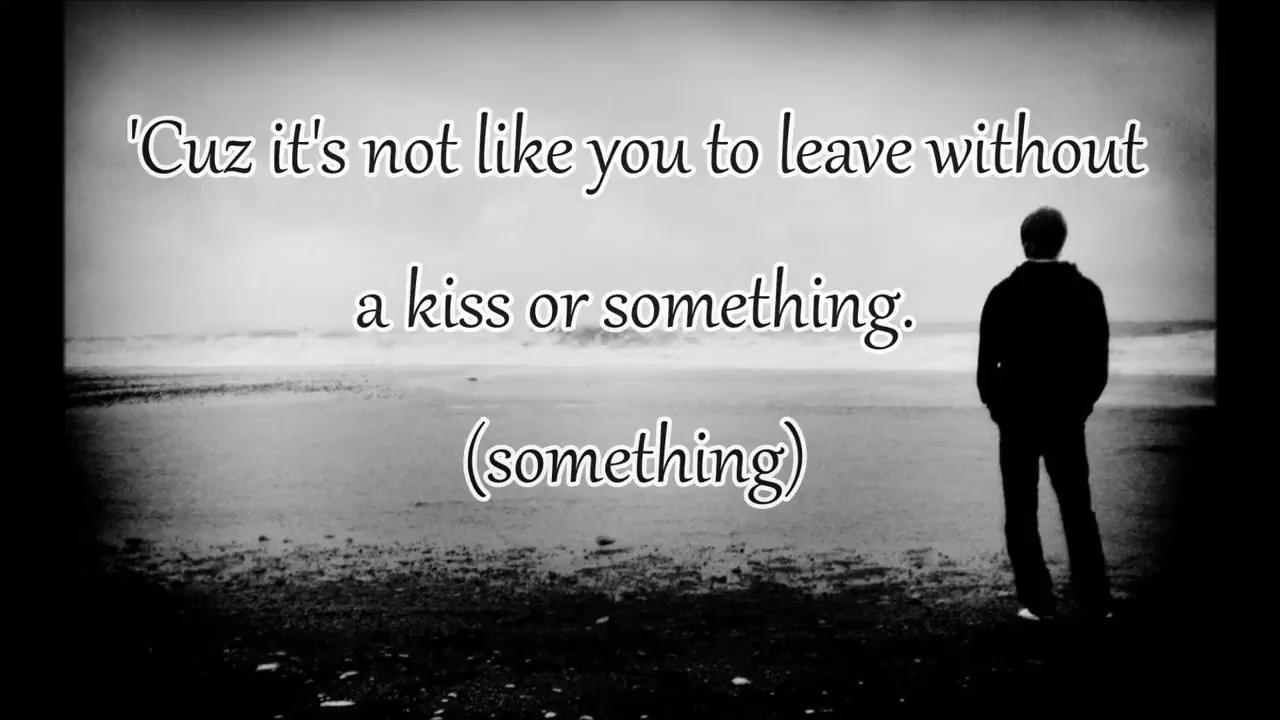 'Cuz it's not like you to leave without
a kiss or something.
(something)